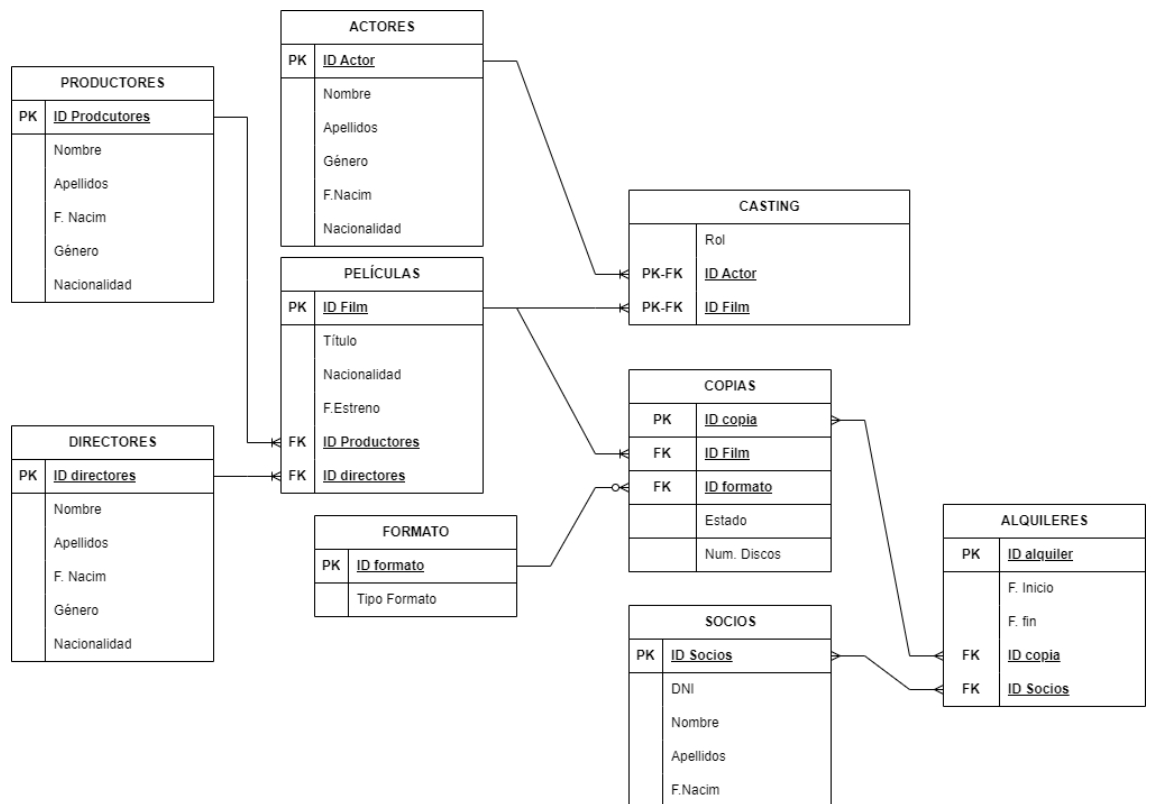 ACTORES
PK ID Actor
Nombre
Apellidos
Género
F.Nacim
Nacionalidad
PRODUCTORES
PK ID Prodcutores
Nombre
Apellidos
F. Nacim
Género
Nacionalidad
CASTING
Rol
PK-FK ID Actor
PK-FK ID Film
PELÍCULAS
PK ID Film
Título
Nacionalidad
F.Estreno
FK ID Productores
FK ID directores
DIRECTORES
PK ID directores
Nombre
Apellidos
F. Nacim
Género
Nacionalidad
COPIAS
PK ID copia
FK ID Film
FK ID formato
Estado
Num. Discos
FORMATO
PK ID formato
Tipo Formato
ALQUILERES
PK ID alquiler
F. Inicio
F. fin
FK ID copia
FK ID Socios
SOCIOS
PK ID Socios
DNI
Nombre
Apellidos
F.Nacim